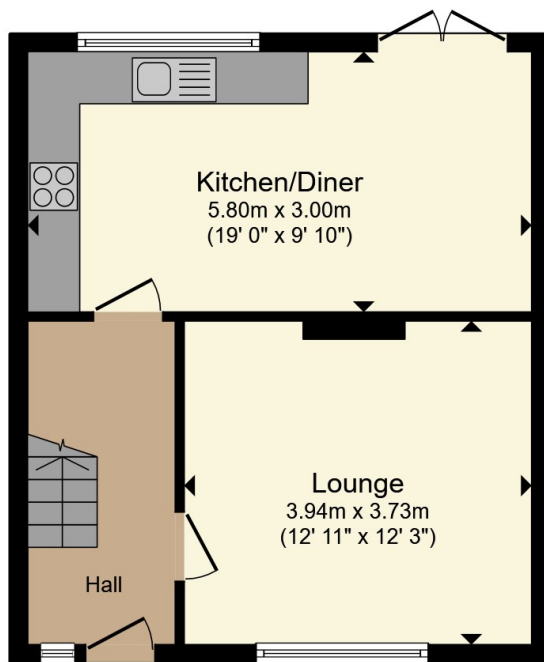 Kitchen/Diner
5.80m x 3.00m
(19' 0" x 9' 10")
Lounge
3.94m x 3.73m
(12' 11" x 12' 3")
Hall